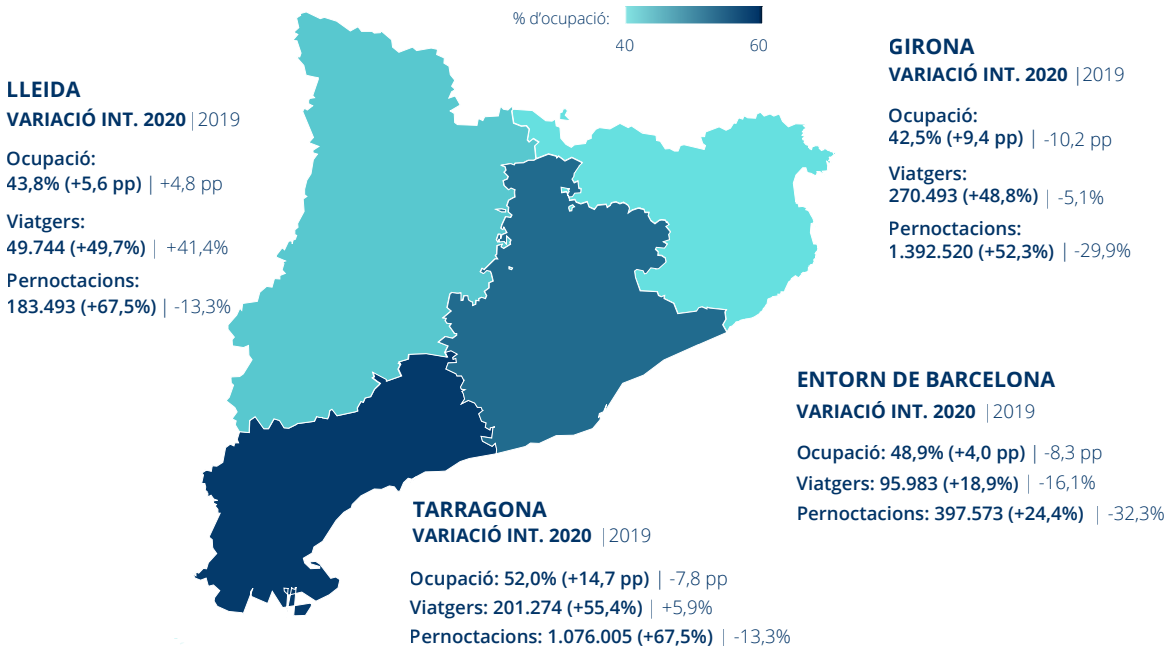 % d'ocupació:
40 60
LLEIDA
VARIACIÓ INT. 2020 | 2019
Ocupació:
43,8% (+5,6 pp) | +4,8 pp
Viatgers:
49.744 (+49,7%) | +41,4%
Pernoctacions:
183.493 (+67,5%) | -13,3%
GIRONA
VARIACIÓ INT. 2020 | 2019
Ocupació:
42,5% (+9,4 pp) | -10,2 pp
Viatgers:
270.493 (+48,8%) | -5,1%
Pernoctacions:
1.392.520 (+52,3%) | -29,9%
ENTORN DE BARCELONA
VARIACIÓ INT. 2020 | 2019
Ocupació: 48,9% (+4,0 pp) | -8,3 pp
Viatgers: 95.983 (+18,9%) | -16,1%
Pernoctacions: 397.573 (+24,4%) | -32,3%
TARRAGONA
VARIACIÓ INT. 2020 | 2019
Ocupació: 52,0% (+14,7 pp) | -7,8 pp
Viatgers: 201.274 (+55,4%) | +5,9%
Pernoctacions: 1.076.005 (+67,5%) | -13,3%